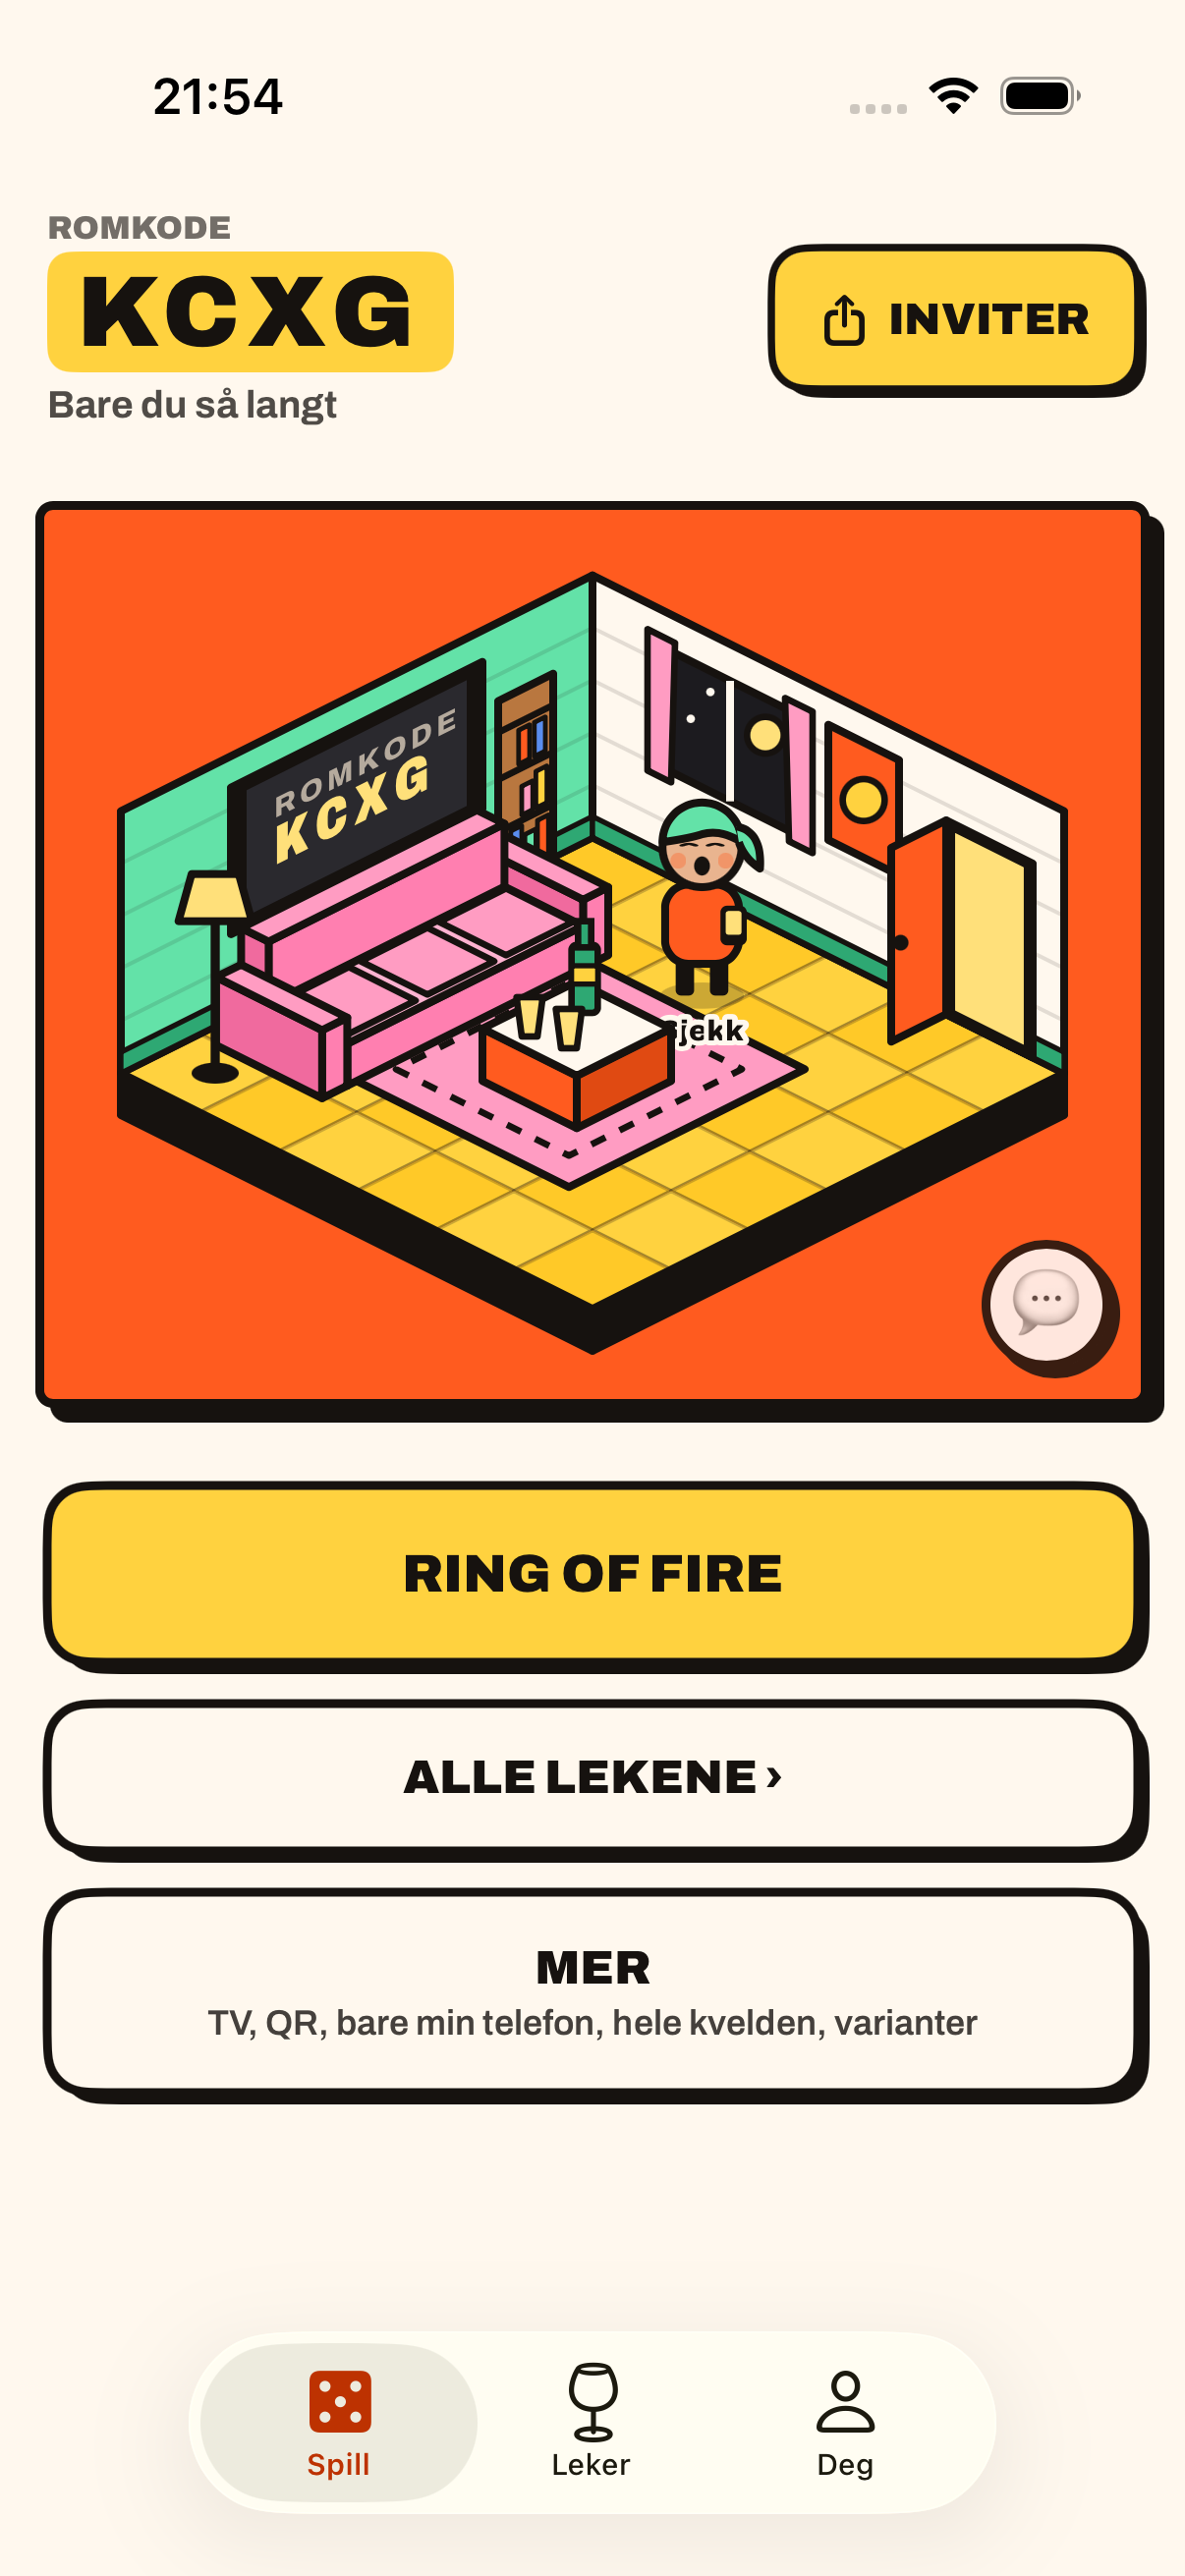 21:54
ROMKODE
KCXG
Bare du så langt
INVITER
ROMKODE
KCXG
RING OF FIRE
ALLE LEKENE ›
MER
TV, QR, bare min telefon, hele kvelden, varianter
Spill
Leker
Deg